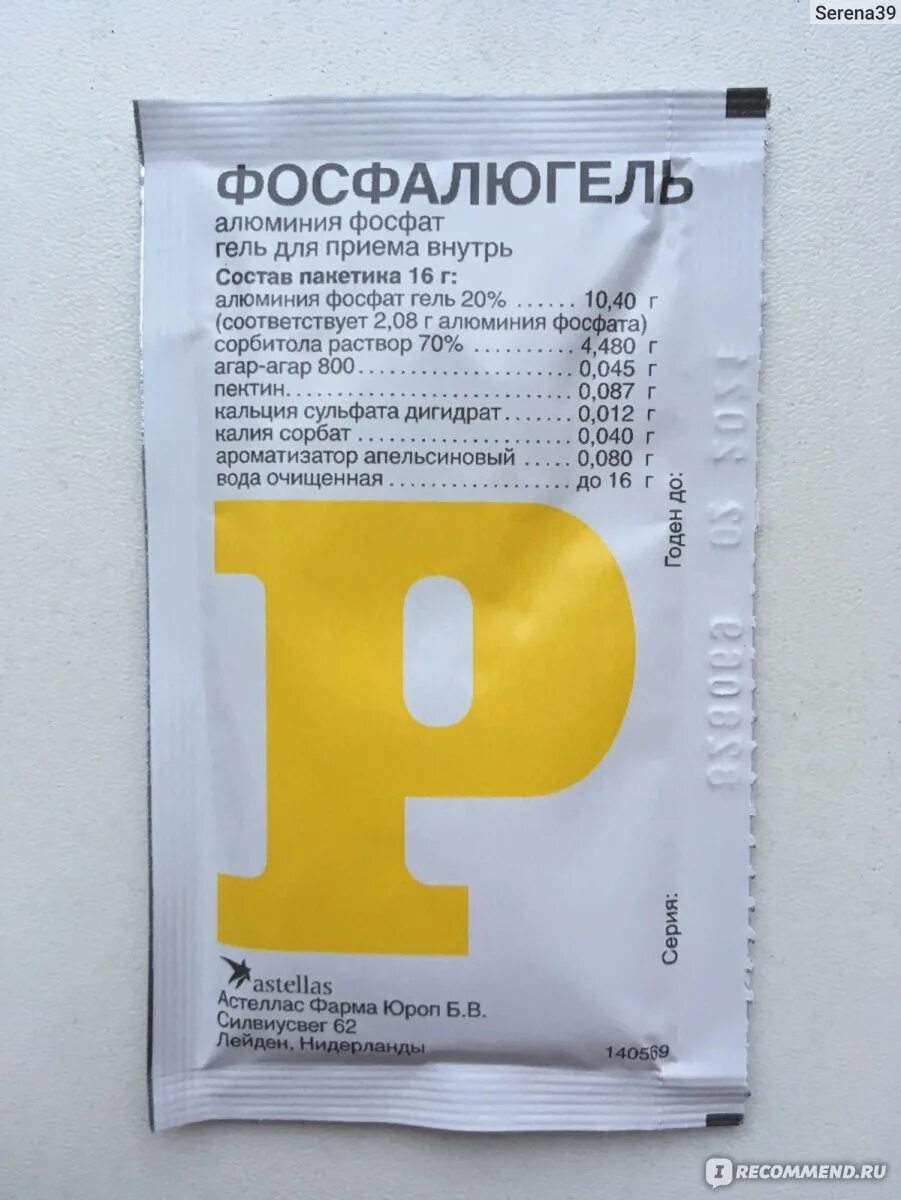 Serena39
ФОСФАЛЮГЕЛЬ
алюминия фосфат
гель для приема внутрь
Состав пакетика 16 г:
алюминия фосфат гель 20% ...... 10,40 г
(соответствует 2,08 г алюминия фосфата)
сорбитола раствор 70% .......... 4,480 г
агар-агар 800 ...................... 0,045 г
пектин .............................. 0,087 г
кальция сульфата дигидрат ....... 0,012 г
калия сорбат ...................... 0,040 г
ароматизатор апельсиновый ..... 0,080 г
вода очищенная ................... до 16 г
Годен до:
02 2021
P
828069
Серия:
astellas
Астеллас Фарма Юроп Б.В.
Силвиусвег 62
Лейден, Нидерланды
140569
IRECOMMEND.RU